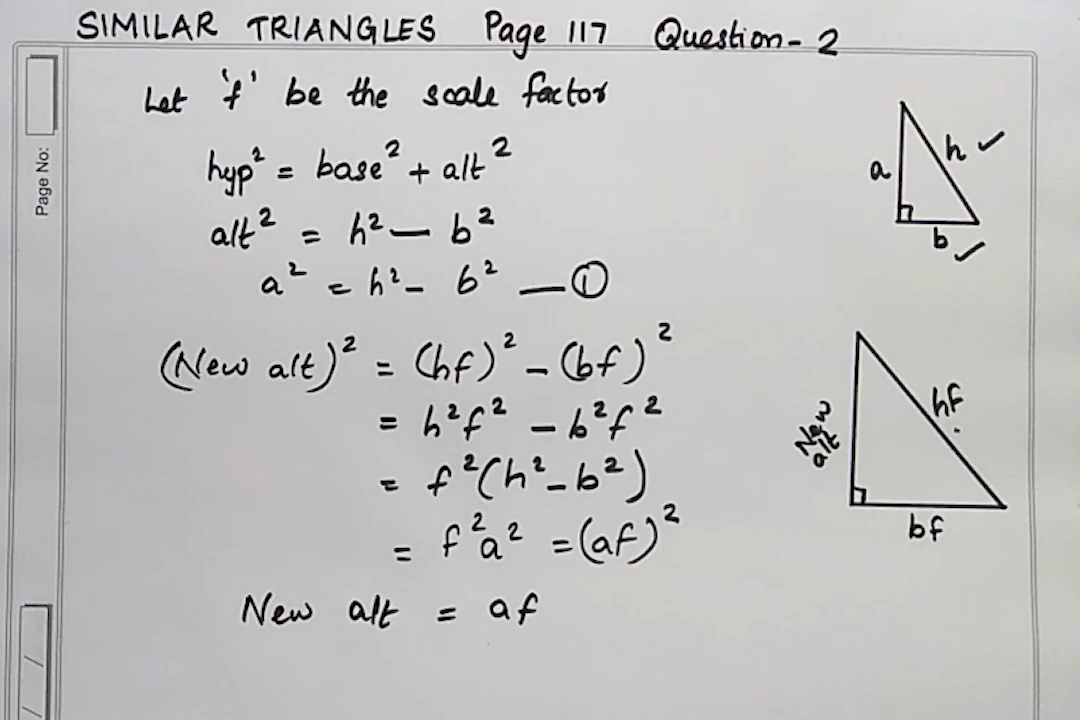 SIMILAR TRIANGLES Page 117 Question - 2
Page No:
Let 'f' be the scale factor
hyp² = base² + alt²
alt² = h² – b²
a² = h² – b² — ①
(New alt)² = (hf)² – (bf)²
= h²f² – b²f²
= f²(h² – b²)
= f²a² = (af)²
New alt = af
a
h ✓
b ✓
New alt
hf
bf